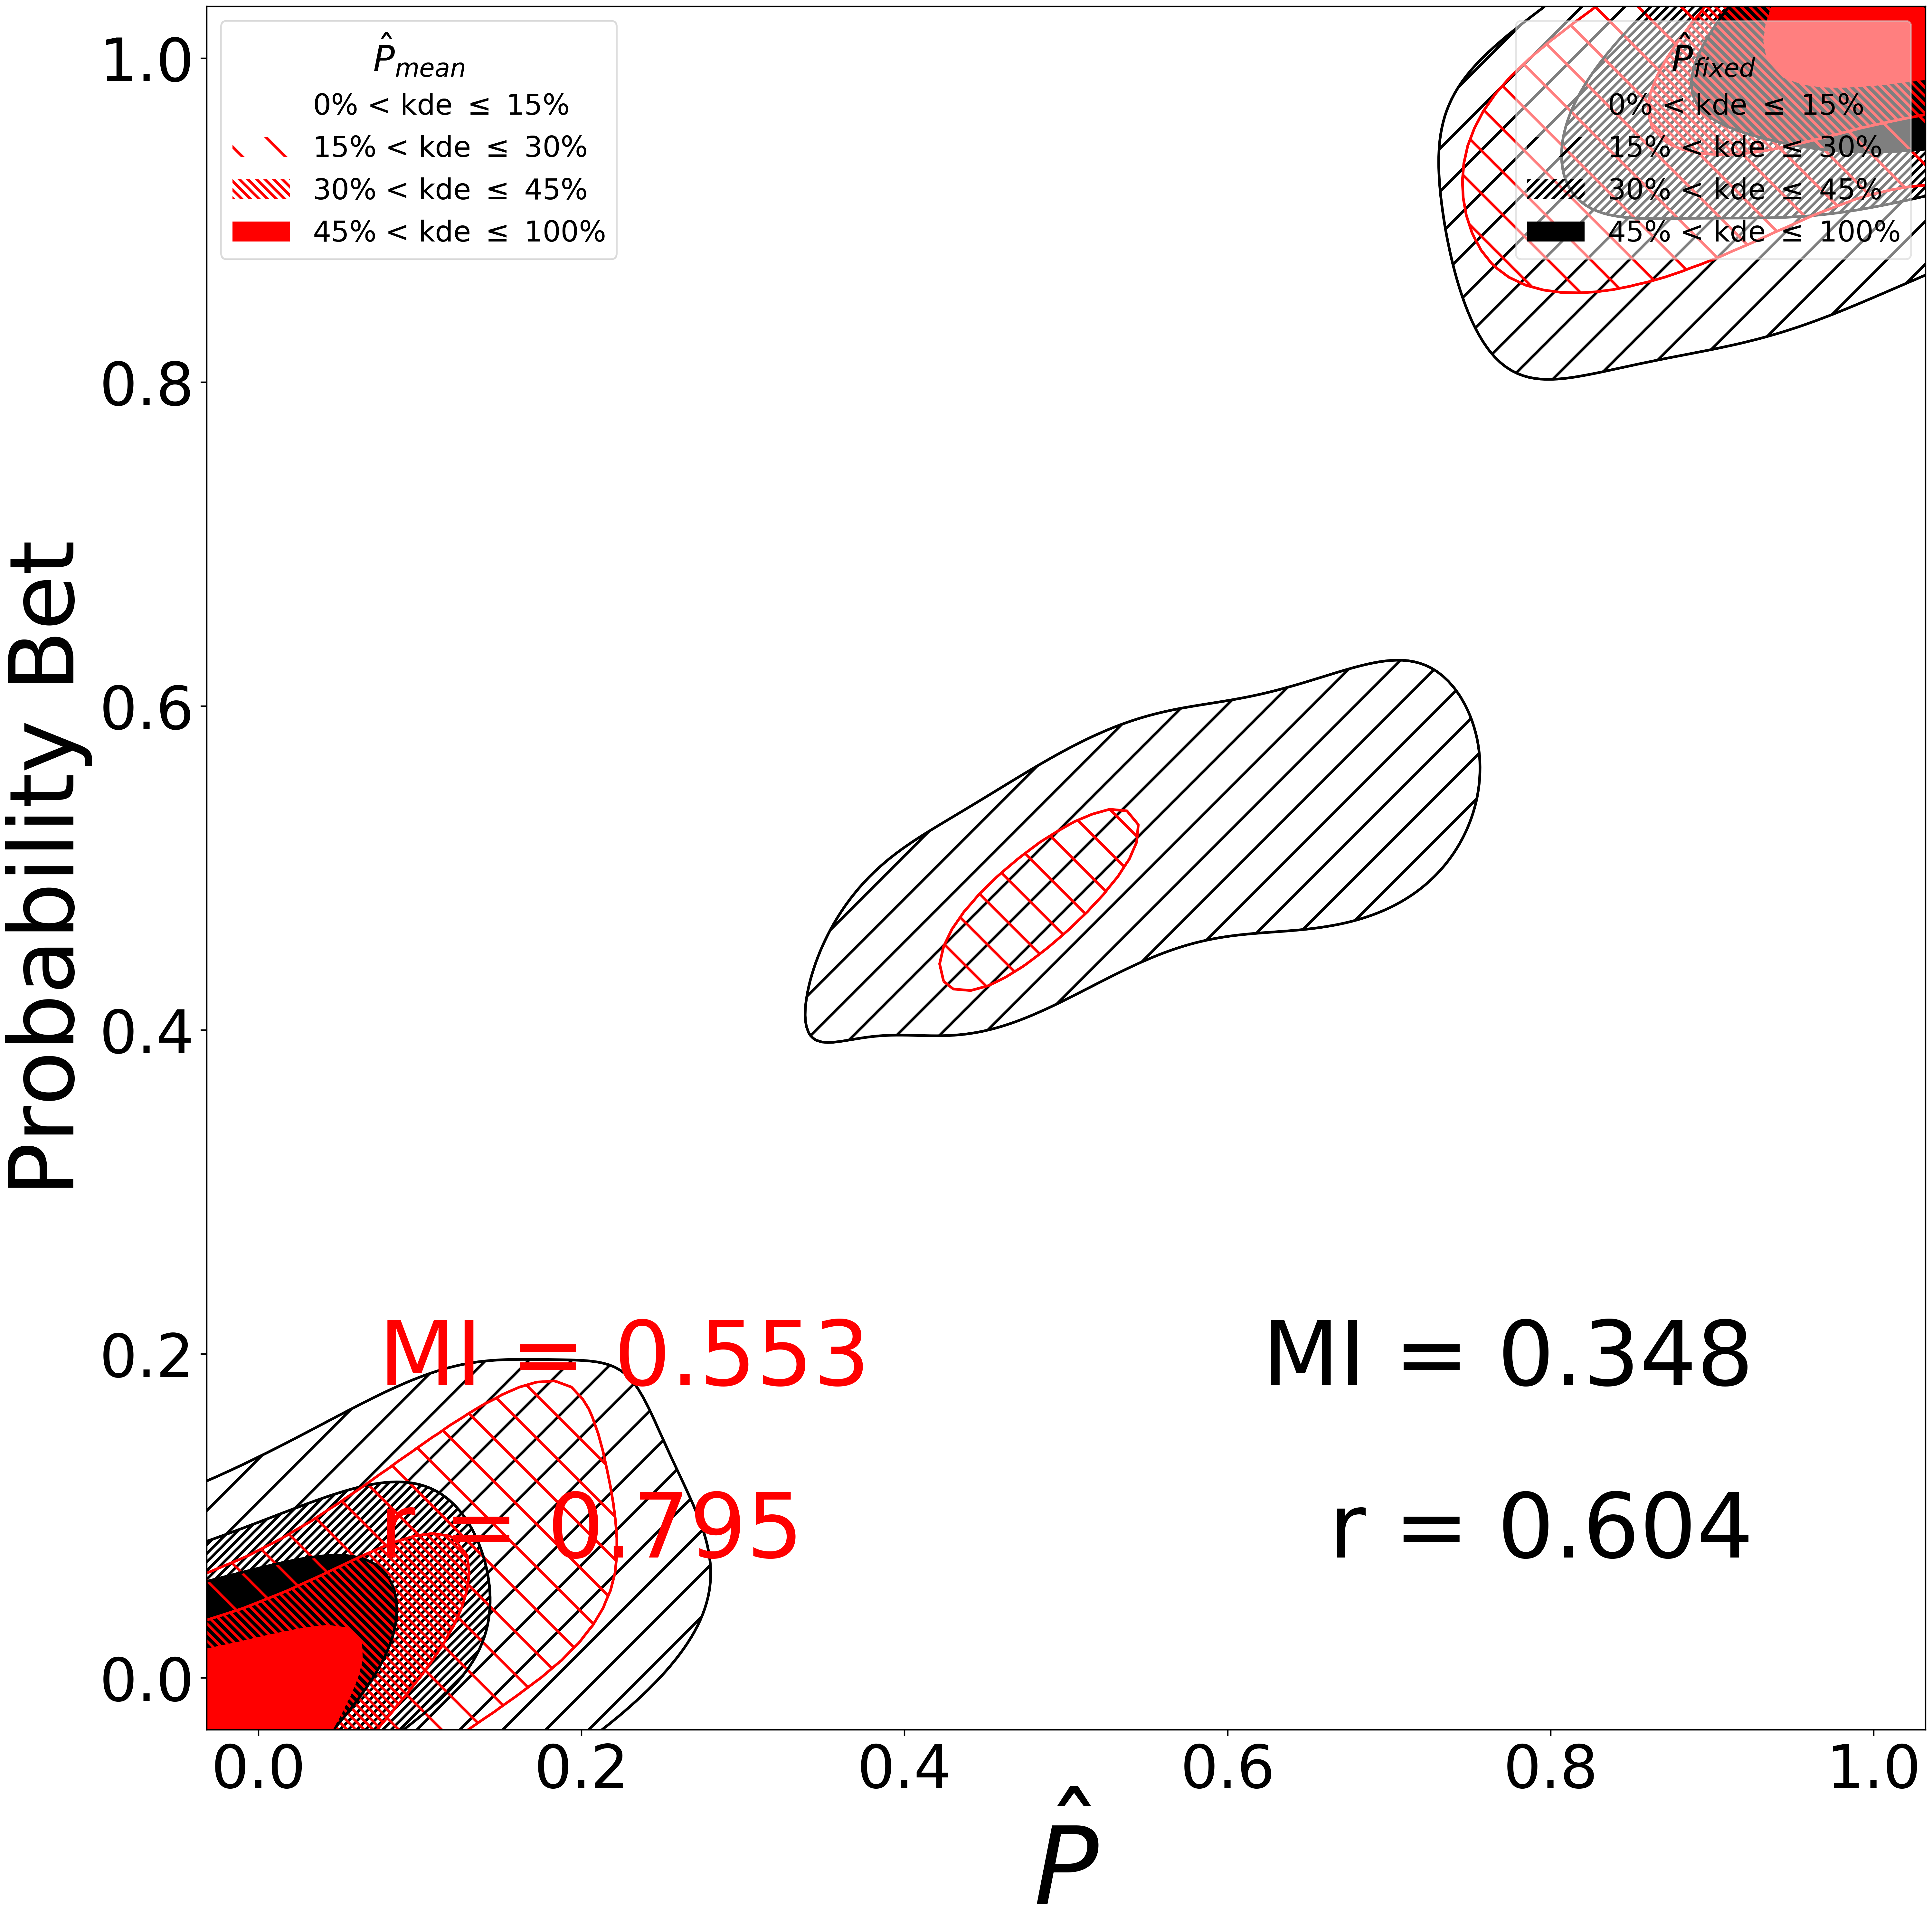 1.0
0.8
0.6
0.4
0.2
0.0
Probability Bet
P̂mean
0% < kde ≤ 15%
15% < kde ≤ 30%
30% < kde ≤ 45%
45% < kde ≤ 100%
P̂fixed
0% < kde ≤ 15%
15% < kde ≤ 30%
30% < kde ≤ 45%
45% < kde ≤ 100%
MI = 0.553
MI = 0.348
r = 0.795
r = 0.604
0.0 0.2 0.4 0.6 0.8 1.0
P̂